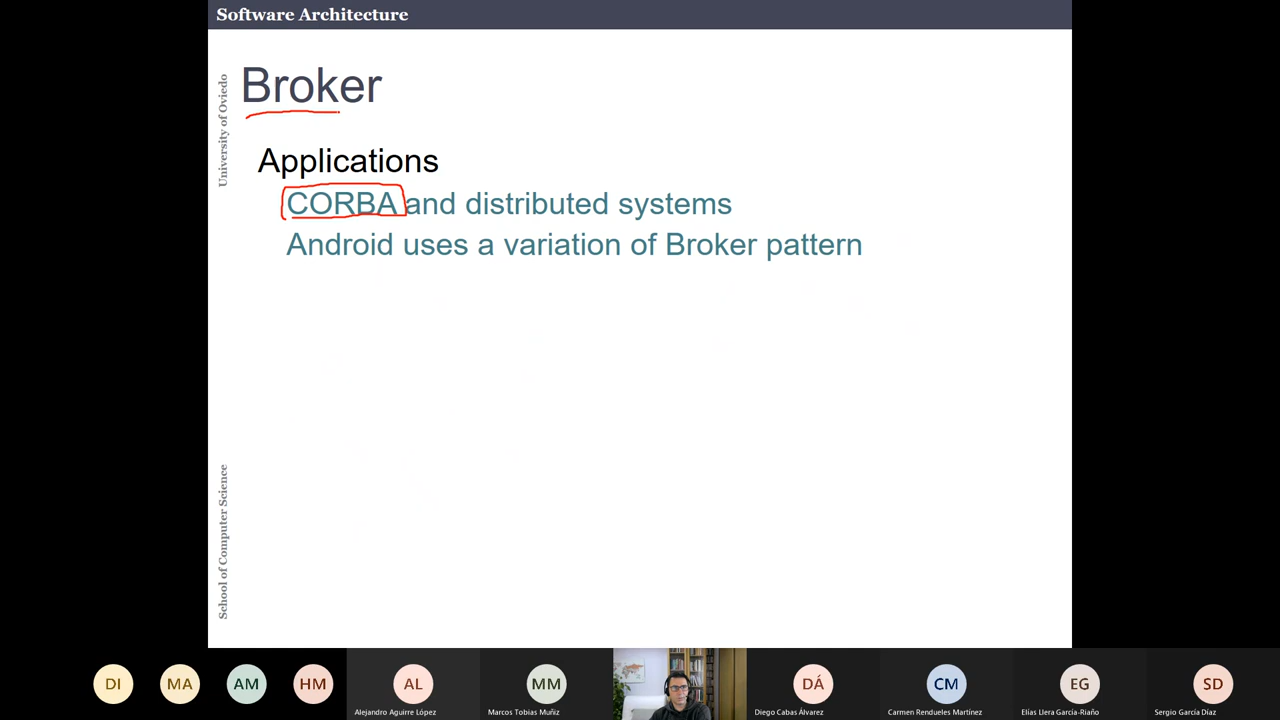 Software Architecture
University of Oviedo
Broker
Applications
CORBA and distributed systems
Android uses a variation of Broker pattern
School of Computer Science
DI
MA
AM
HM
AL
MM
DÁ
CM
EG
SD
Alejandro Aguirre López
Marcos Tobias Muñiz
Diego Cabas Álvarez
Carmen Rendueles Martínez
Elías Llera García-Riaño
Sergio García Díaz